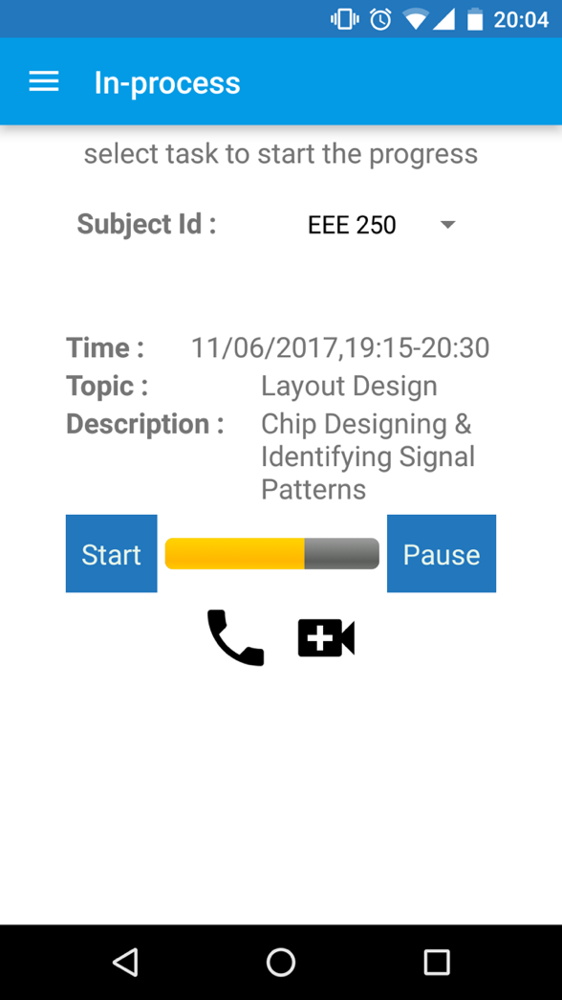 20:04
In-process
select task to start the progress
Subject Id : EEE 250
Time : 11/06/2017,19:15-20:30
Topic : Layout Design
Description : Chip Designing &
Identifying Signal
Patterns
Start Pause